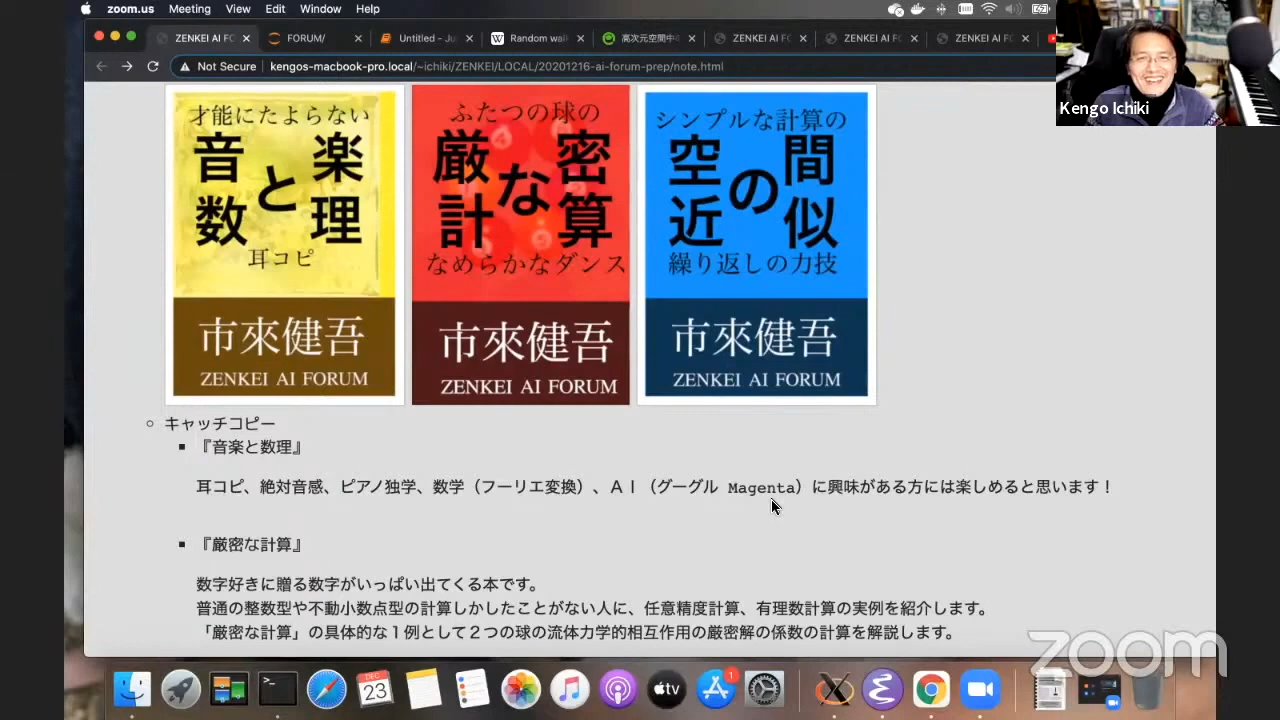 zoom.us Meeting View Edit Window Help
ZENKEI AI FC
FORUM/
Untitled - Ju
W Random wal
高次元空間中
ZENKEI AI FC
ZENKEI AI FC
ZENKEI AI F
Not Secure kengos-macbook-pro.local/~ichiki/ZENKEI/LOCAL/20201216-ai-forum-prep/note.html
Kengo Ichiki
才能にたよらない
音楽と数理
耳コピ
市來健吾
ZENKEI AI FORUM
ふたつの球の
厳密な計算
なめらかなダンス
市來健吾
ZENKEI AI FORUM
シンプルな計算の
空間の近似
繰り返しの力技
市來健吾
ZENKEI AI FORUM
キャッチコピー
『音楽と数理』
耳コピ、絶対音感、ピアノ独学、数学（フーリエ変換）、ＡＩ（グーグル Magenta）に興味がある方には楽しめると思います！
『厳密な計算』
数字好きに贈る数字がいっぱい出てくる本です。
普通の整数型や不動小数点型の計算しかしたことがない人に、任意精度計算、有理数計算の実例を紹介します。
「厳密な計算」の具体的な１例として２つの球の流体力学的相互作用の厳密解の係数の計算を解説します。
zoom
DEC
23
tv
1